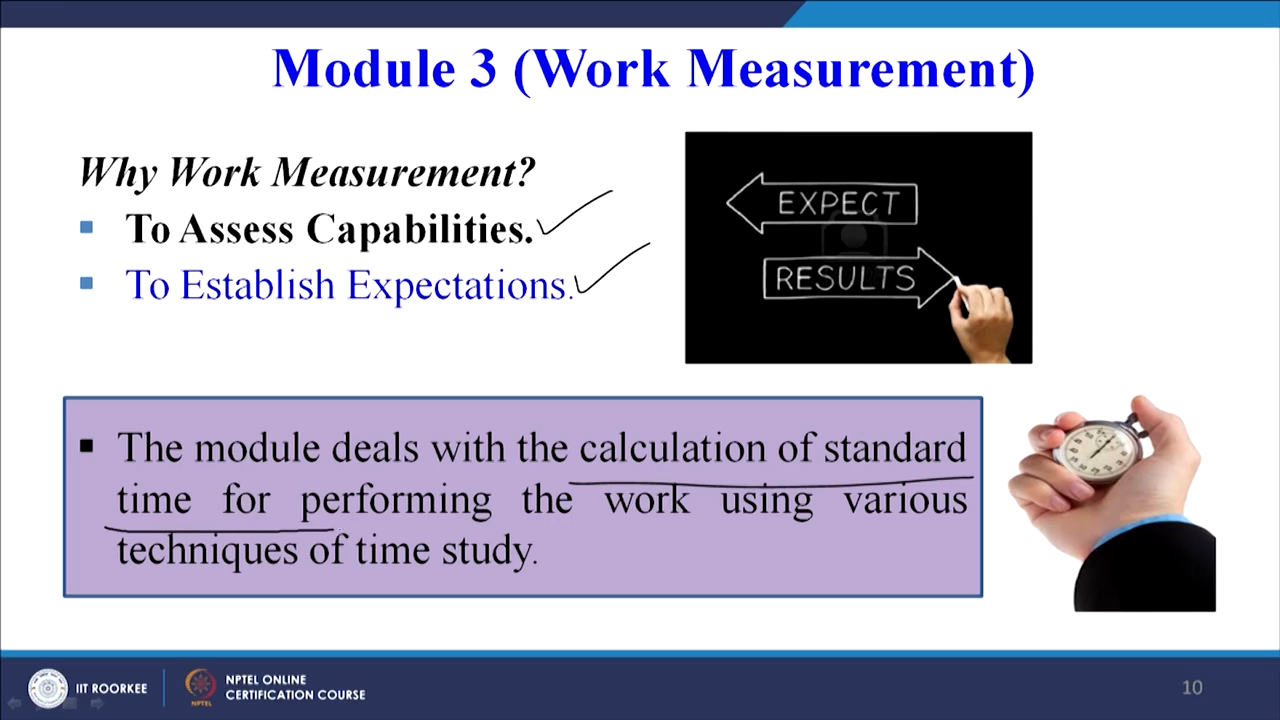 Module 3 (Work Measurement)
Why Work Measurement?
▪ To Assess Capabilities.
▪ To Establish Expectations.
EXPECT
RESULTS
▪ The module deals with the calculation of standard
time for performing the work using various
techniques of time study.
IIT ROORKEE
NPTEL
NPTEL ONLINE
CERTIFICATION COURSE
10